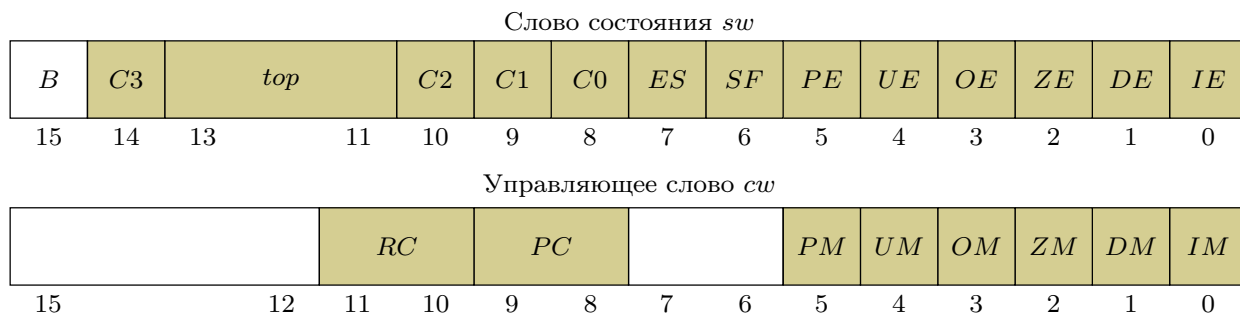 Слово состояния sw
B C3 top C2 C1 C0 ES SF PE UE OE ZE DE IE
15 14 13 11 10 9 8 7 6 5 4 3 2 1 0
Управляющее слово cw
RC PC PM UM OM ZM DM IM
15 12 11 10 9 8 7 6 5 4 3 2 1 0